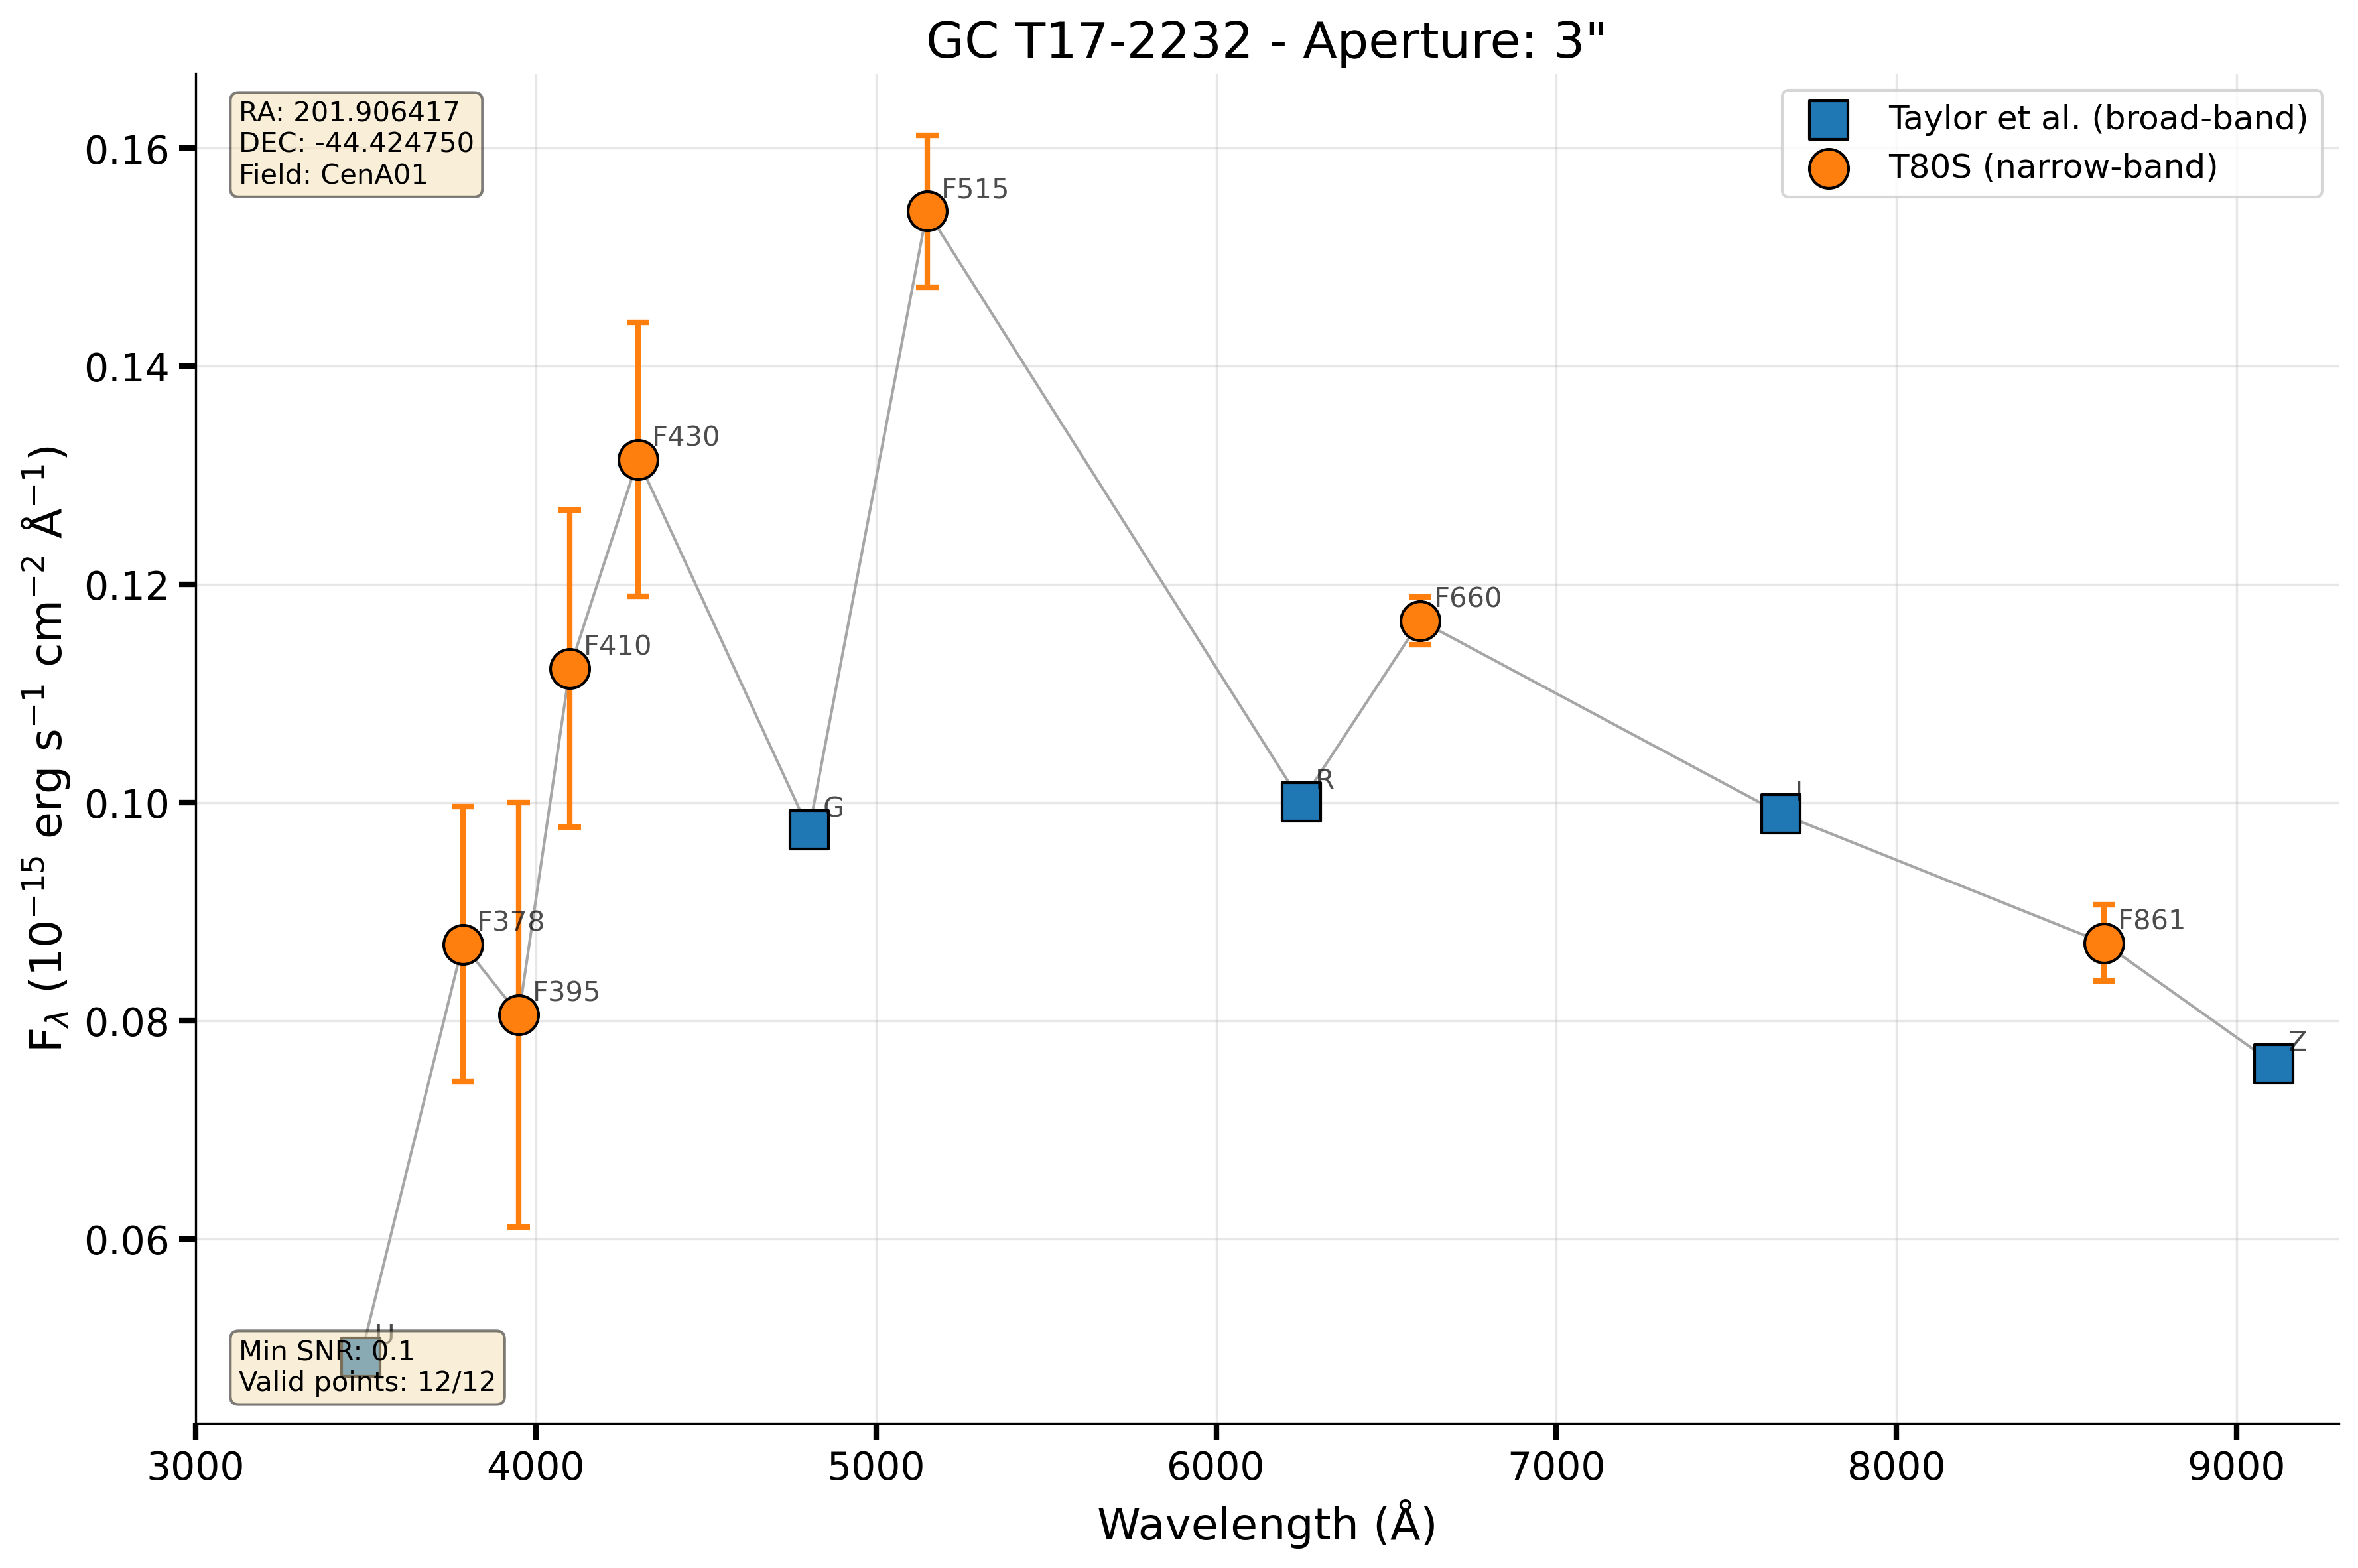 GC T17-2232 - Aperture: 3"
RA: 201.906417
DEC: -44.424750
Field: CenA01
Taylor et al. (broad-band)
T80S (narrow-band)
0.16
0.14
0.12
0.10
0.08
0.06
F_λ (10⁻¹⁵ erg s⁻¹ cm⁻² Å⁻¹)
F515
F430
F410
F660
G
R
I
F378
F395
F861
Z
U
Min SNR: 0.1
Valid points: 12/12
3000
4000
5000
6000
7000
8000
9000
Wavelength (Å)